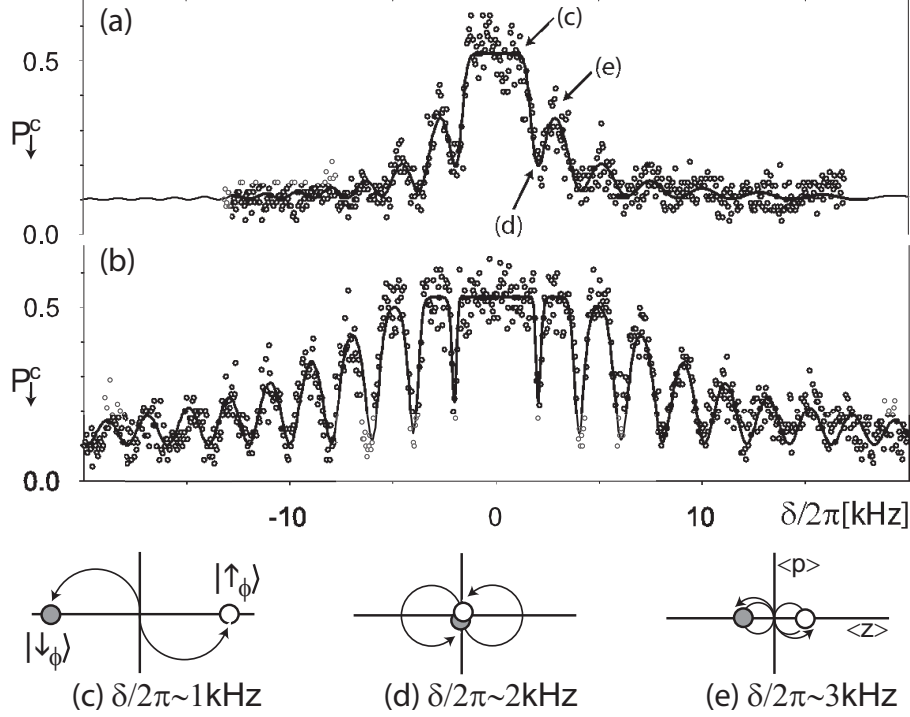 (a)
(c)
(e)
(d)
0.5
P↓ᶜ
0.0
(b)
0.5
P↓ᶜ
0.0
-10 0 10 δ/2π[kHz]
|↑ϕ⟩
|↓ϕ⟩
<p>
<z>
(c) δ/2π~1kHz
(d) δ/2π~2kHz
(e) δ/2π~3kHz